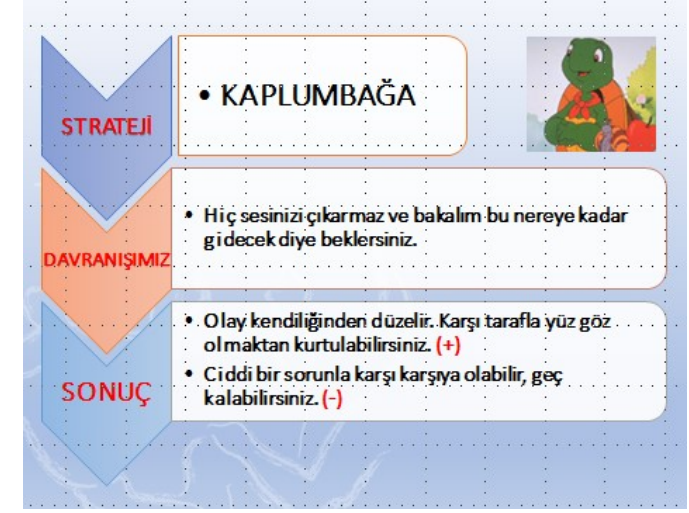 STRATEJİ
• KAPLUMBAĞA
DAVRANIŞIMIZ
• Hiç sesinizi çıkarmaz ve bakalım bu nereye kadar
gidecek diye beklersiniz.
SONUÇ
• Olay kendiliğinden düzelir. Karşı tarafla yüz göz
olmaktan kurtulabilirsiniz. (+)
• Ciddi bir sorunla karşı karşıya olabilir, geç
kalabilirsiniz. (-)